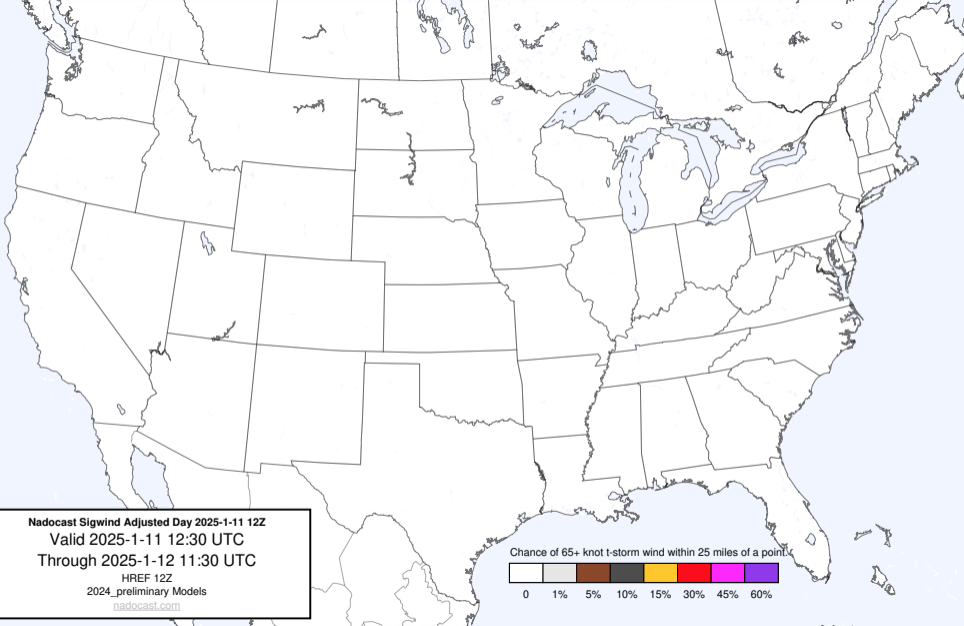 Nadocast Sigwind Adjusted Day 2025-1-11 12Z
Valid 2025-1-11 12:30 UTC
Through 2025-1-12 11:30 UTC
HREF 12Z
2024_preliminary Models
nadocast.com
Chance of 65+ knot t-storm wind within 25 miles of a point.
0 1% 5% 10% 15% 30% 45% 60%